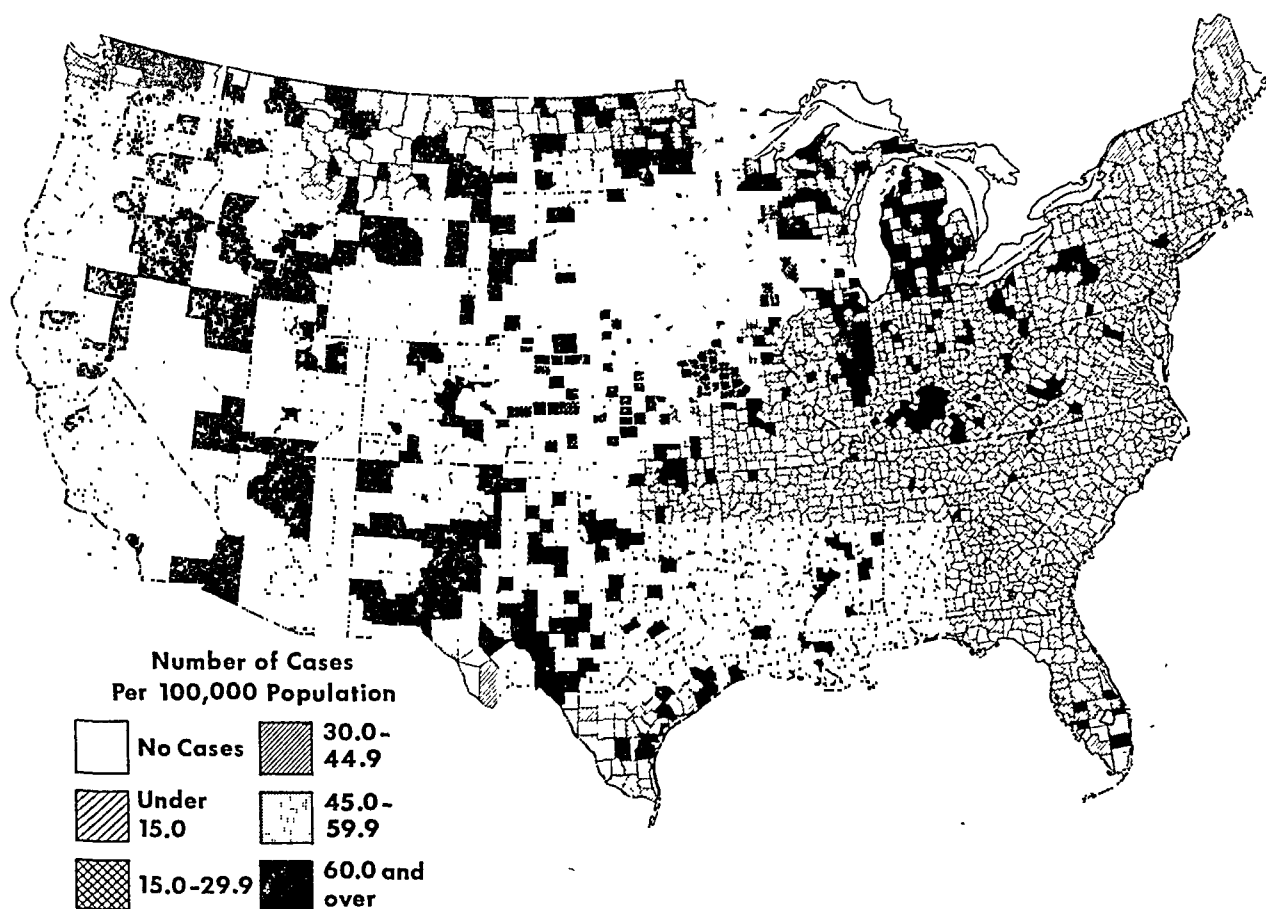 Number of Cases
Per 100,000 Population
No Cases
Under
15.0
15.0-29.9
30.0-
44.9
45.0-
59.9
60.0 and
over